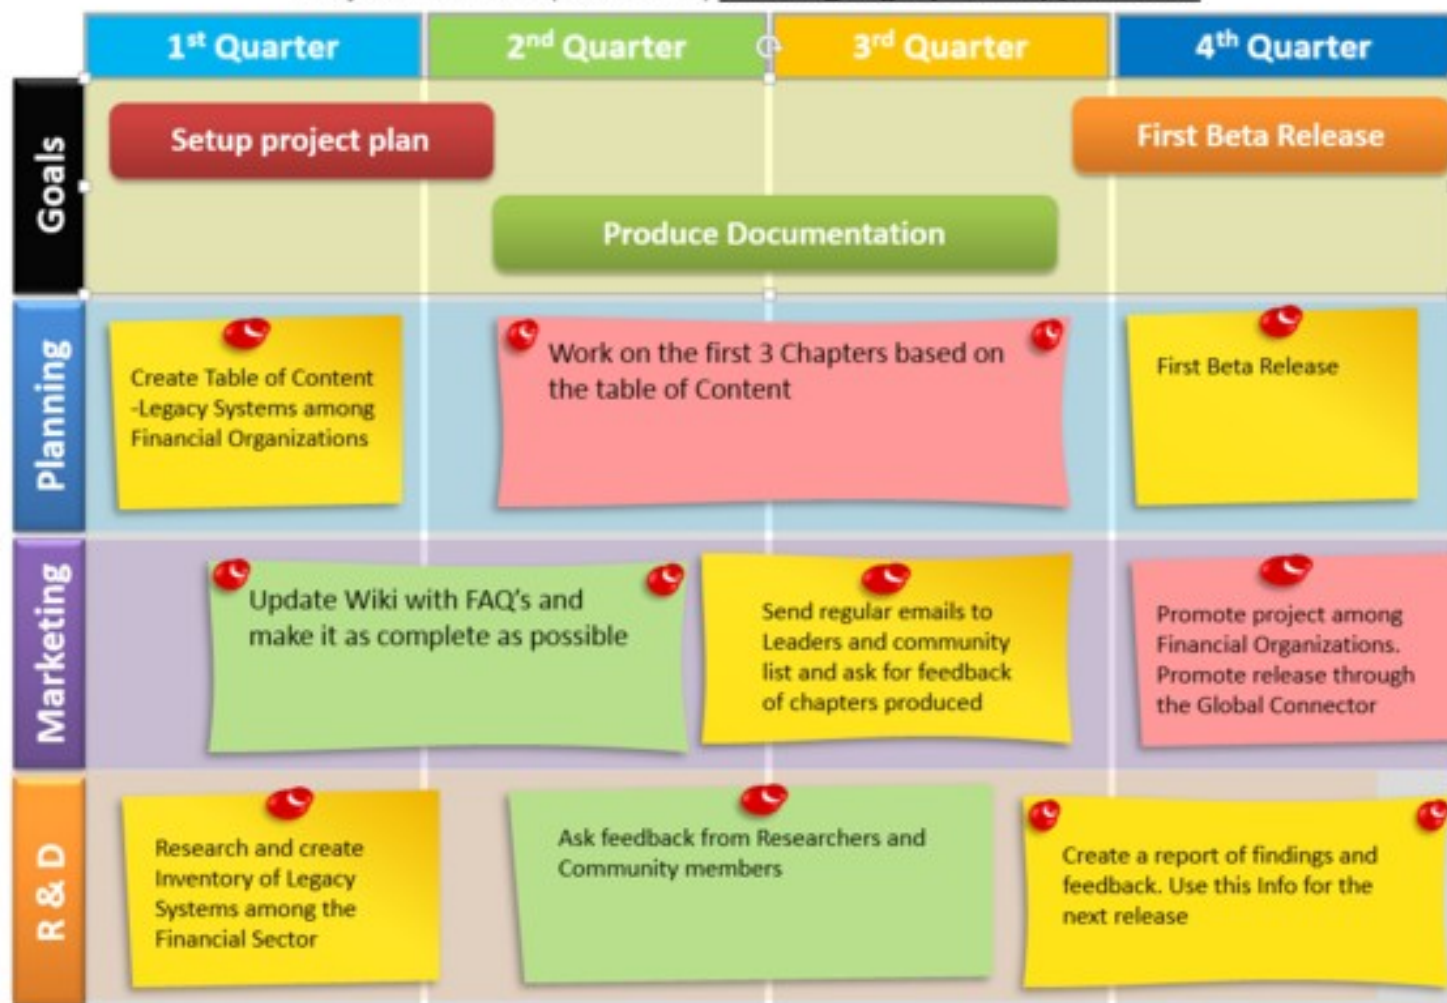 1st Quarter
2nd Quarter
3rd Quarter
4th Quarter
Goals
Setup project plan
First Beta Release
Produce Documentation
Planning
Create Table of Content
-Legacy Systems among
Financial Organizations
Work on the first 3 Chapters based on
the table of Content
First Beta Release
Marketing
Update Wiki with FAQ's and
make it as complete as possible
Send regular emails to
Leaders and community
list and ask for feedback
of chapters produced
Promote project among
Financial Organizations.
Promote release through
the Global Connector
R & D
Research and create
Inventory of Legacy
Systems among the
Financial Sector
Ask feedback from Researchers and
Community members
Create a report of findings and
feedback. Use this Info for the
next release